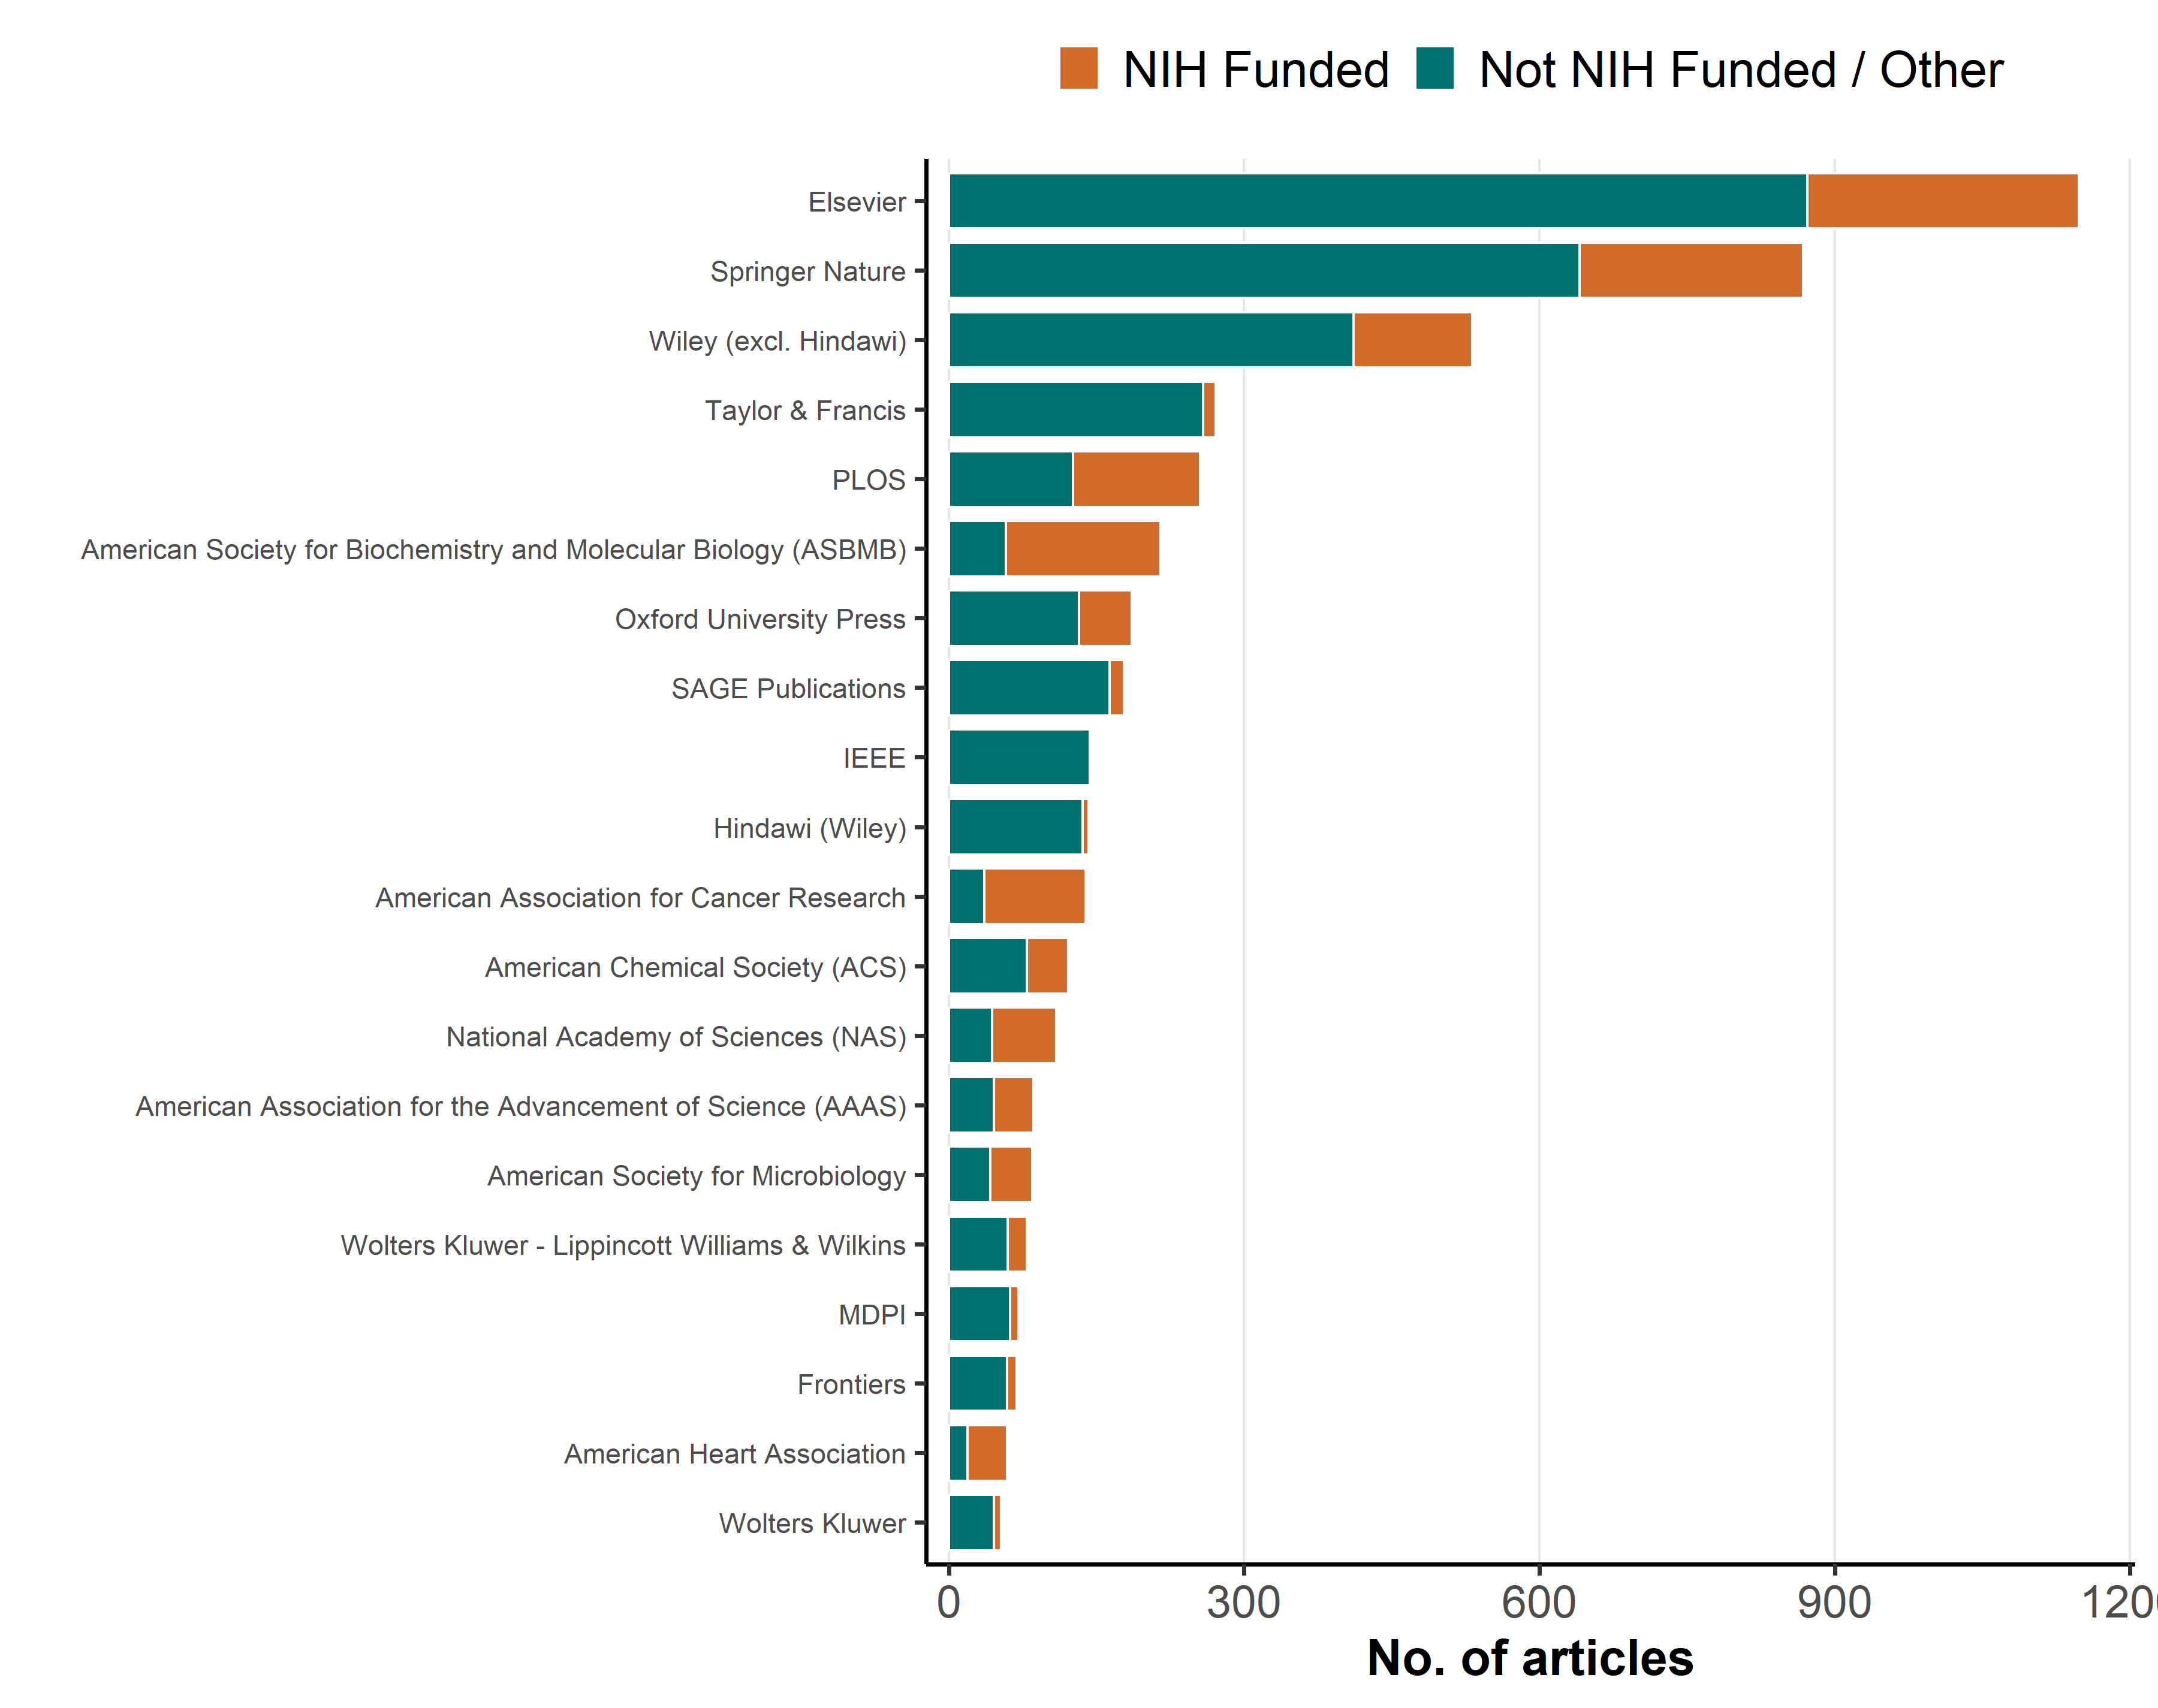 NIH Funded Not NIH Funded / Other
Elsevier
Springer Nature
Wiley (excl. Hindawi)
Taylor & Francis
PLOS
American Society for Biochemistry and Molecular Biology (ASBMB)
Oxford University Press
SAGE Publications
IEEE
Hindawi (Wiley)
American Association for Cancer Research
American Chemical Society (ACS)
National Academy of Sciences (NAS)
American Association for the Advancement of Science (AAAS)
American Society for Microbiology
Wolters Kluwer - Lippincott Williams & Wilkins
MDPI
Frontiers
American Heart Association
Wolters Kluwer
0 300 600 900 1200
No. of articles